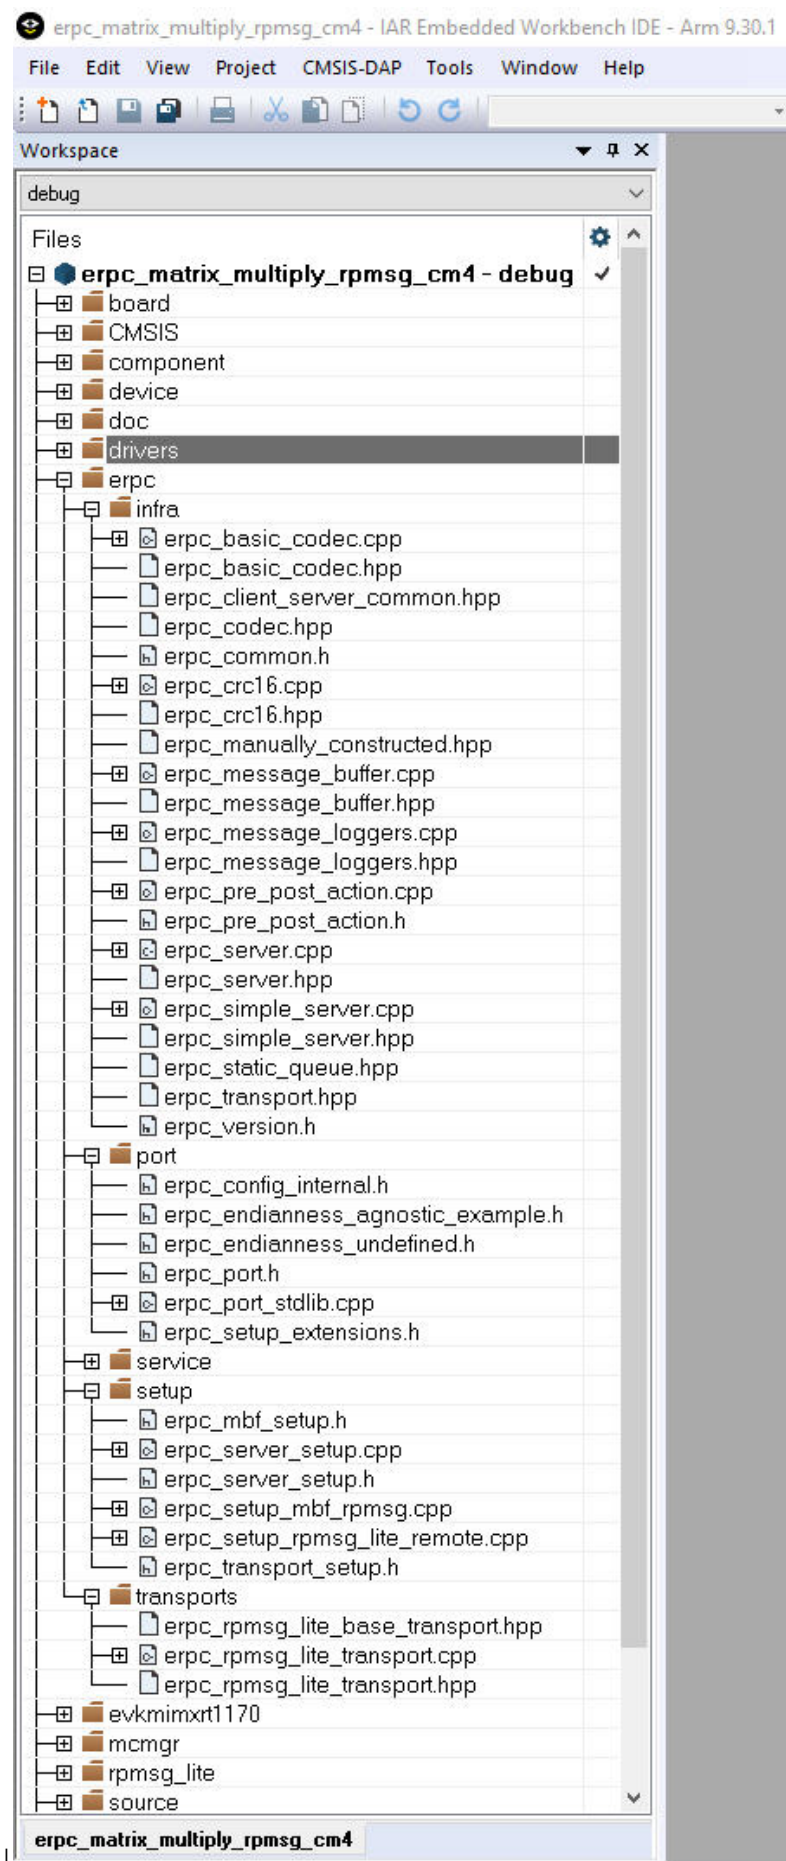 erpc_matrix_multiply_rpmsg_cm4 - IAR Embedded Workbench IDE - Arm 9.30.1
File Edit View Project CMSIS-DAP Tools Window Help
Workspace
debug
Files
erpc_matrix_multiply_rpmsg_cm4 - debug
board
CMSIS
component
device
doc
drivers
erpc
infra
erpc_basic_codec.cpp
erpc_basic_codec.hpp
erpc_client_server_common.hpp
erpc_codec.hpp
erpc_common.h
erpc_crc16.cpp
erpc_crc16.hpp
erpc_manually_constructed.hpp
erpc_message_buffer.cpp
erpc_message_buffer.hpp
erpc_message_loggers.cpp
erpc_message_loggers.hpp
erpc_pre_post_action.cpp
erpc_pre_post_action.h
erpc_server.cpp
erpc_server.hpp
erpc_simple_server.cpp
erpc_simple_server.hpp
erpc_static_queue.hpp
erpc_transport.hpp
erpc_version.h
port
erpc_config_internal.h
erpc_endianness_agnostic_example.h
erpc_endianness_undefined.h
erpc_port.h
erpc_port_stdlib.cpp
erpc_setup_extensions.h
service
setup
erpc_mbf_setup.h
erpc_server_setup.cpp
erpc_server_setup.h
erpc_setup_mbf_rpmsg.cpp
erpc_setup_rpmsg_lite_remote.cpp
erpc_transport_setup.h
transports
erpc_rpmsg_lite_base_transport.hpp
erpc_rpmsg_lite_transport.cpp
erpc_rpmsg_lite_transport.hpp
evkmimxrt1170
mcmgr
rpmsg_lite
source
erpc_matrix_multiply_rpmsg_cm4